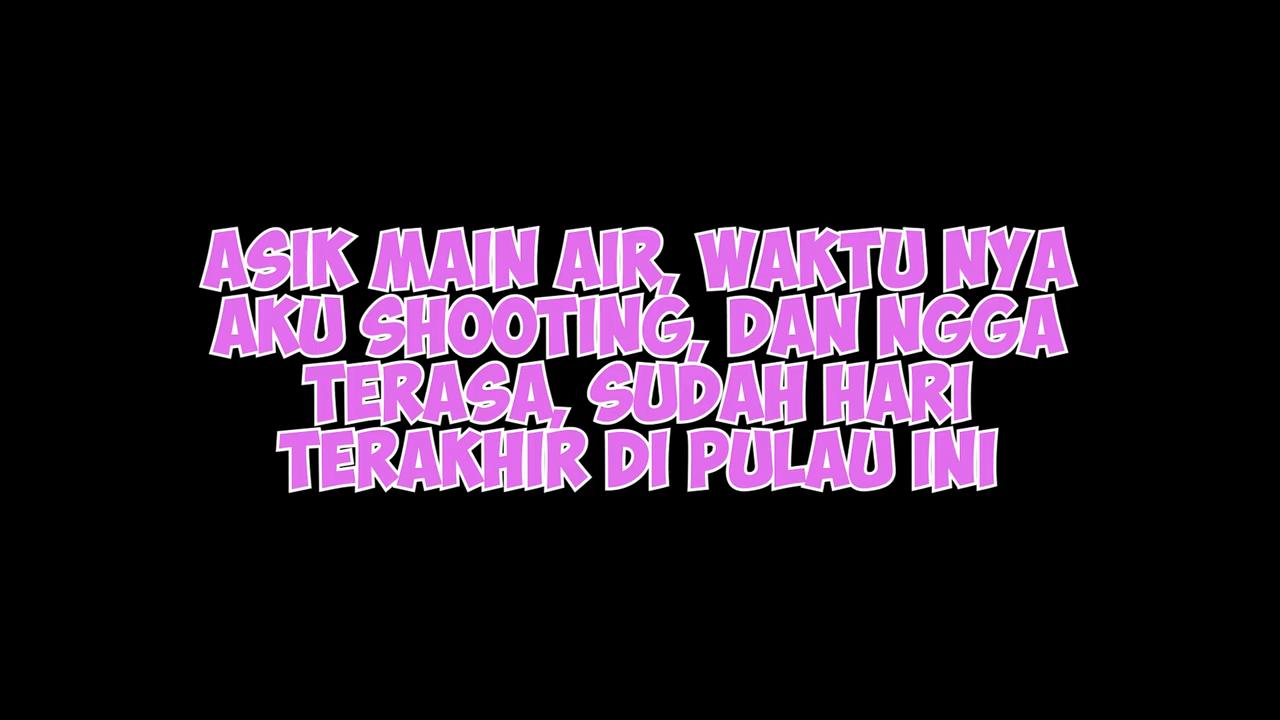 ASIK MAIN AIR, WAKTU NYA
AKU SHOOTING, DAN NGGA
TERASA, SUDAH HARI
TERAKHIR DI PULAU INI